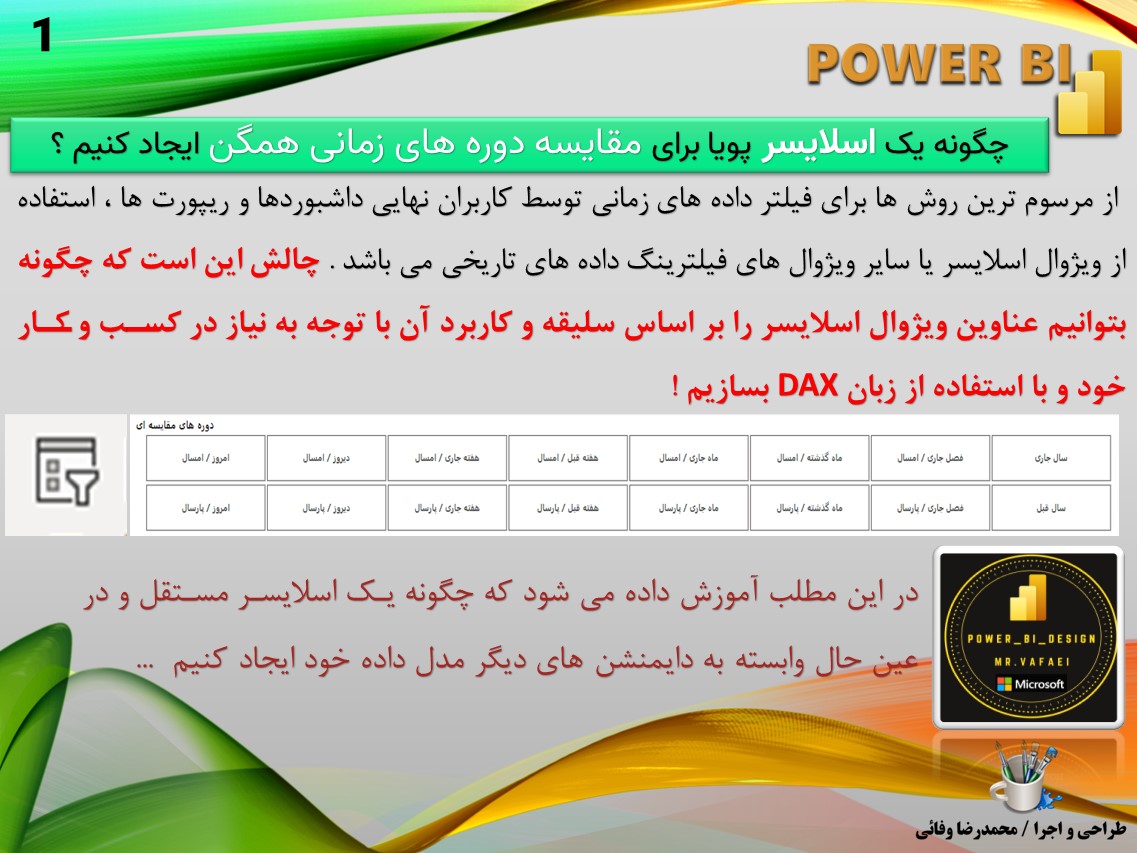 1
POWER BI
چگونه یک اسلایسر پویا برای مقایسه دوره های زمانی همگن ایجاد کنیم ؟
از مرسوم ترین روش ها برای فیلتر داده های زمانی توسط کاربران نهایی داشبوردها و ریپورت ها ، استفاده
از ویژوال اسلایسر یا سایر ویژوال های فیلترینگ داده های تاریخی می باشد . چالش این است که چگونه
بتوانیم عناوین ویژوال اسلایسر را بر اساس سلیقه و کاربرد آن با توجه به نیاز در کسب و کار
خود و با استفاده از زبان DAX بسازیم !
دوره های مقایسه ای
سال جاری فصل جاری / امسال ماه گذشته / امسال ماه جاری / امسال هفته قبل / امسال هفته جاری / امسال دیروز / امسال امروز / امسال
سال قبل فصل جاری / پارسال ماه گذشته / پارسال ماه جاری / پارسال هفته قبل / پارسال هفته جاری / پارسال دیروز / پارسال امروز / پارسال
در این مطلب آموزش داده می شود که چگونه یک اسلایسر مستقل و در
عین حال وابسته به دایمنشن های دیگر مدل داده خود ایجاد کنیم ...
POWER_BI_DESIGN
MR.VAFAEI
Microsoft
طراحی و اجرا / محمدرضا وفائی